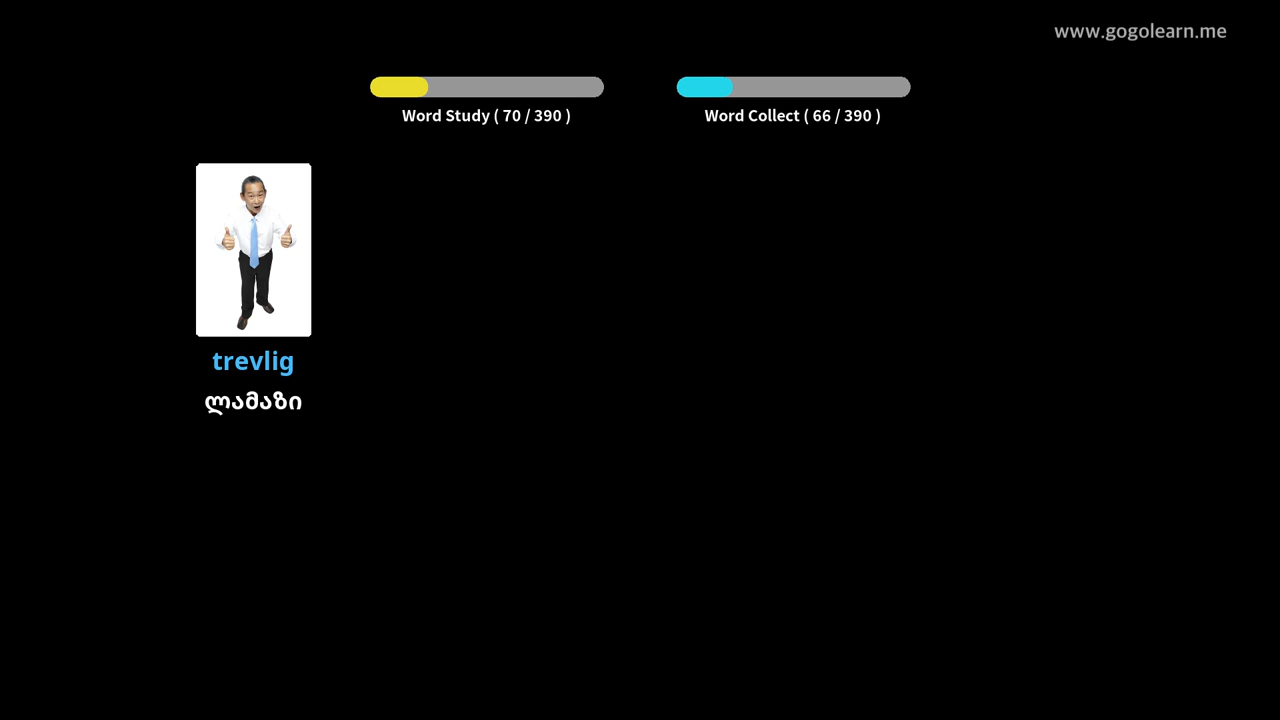 www.gogolearn.me
Word Study ( 70 / 390 )
Word Collect ( 66 / 390 )
trevlig
ლამაზი